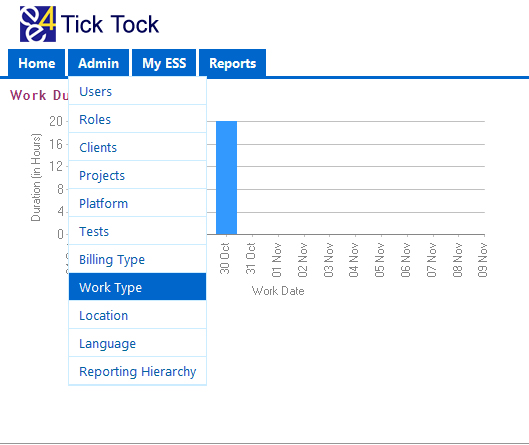 e4e Tick Tock
Home Admin My ESS Reports
Work Du
Users
Roles
Clients
Projects
Platform
Tests
Billing Type
Work Type
Location
Language
Reporting Hierarchy
Duration (in Hours)
20
16
12
8
4
0
30 Oct
31 Oct
01 Nov
02 Nov
03 Nov
04 Nov
05 Nov
06 Nov
07 Nov
08 Nov
09 Nov
Work Date